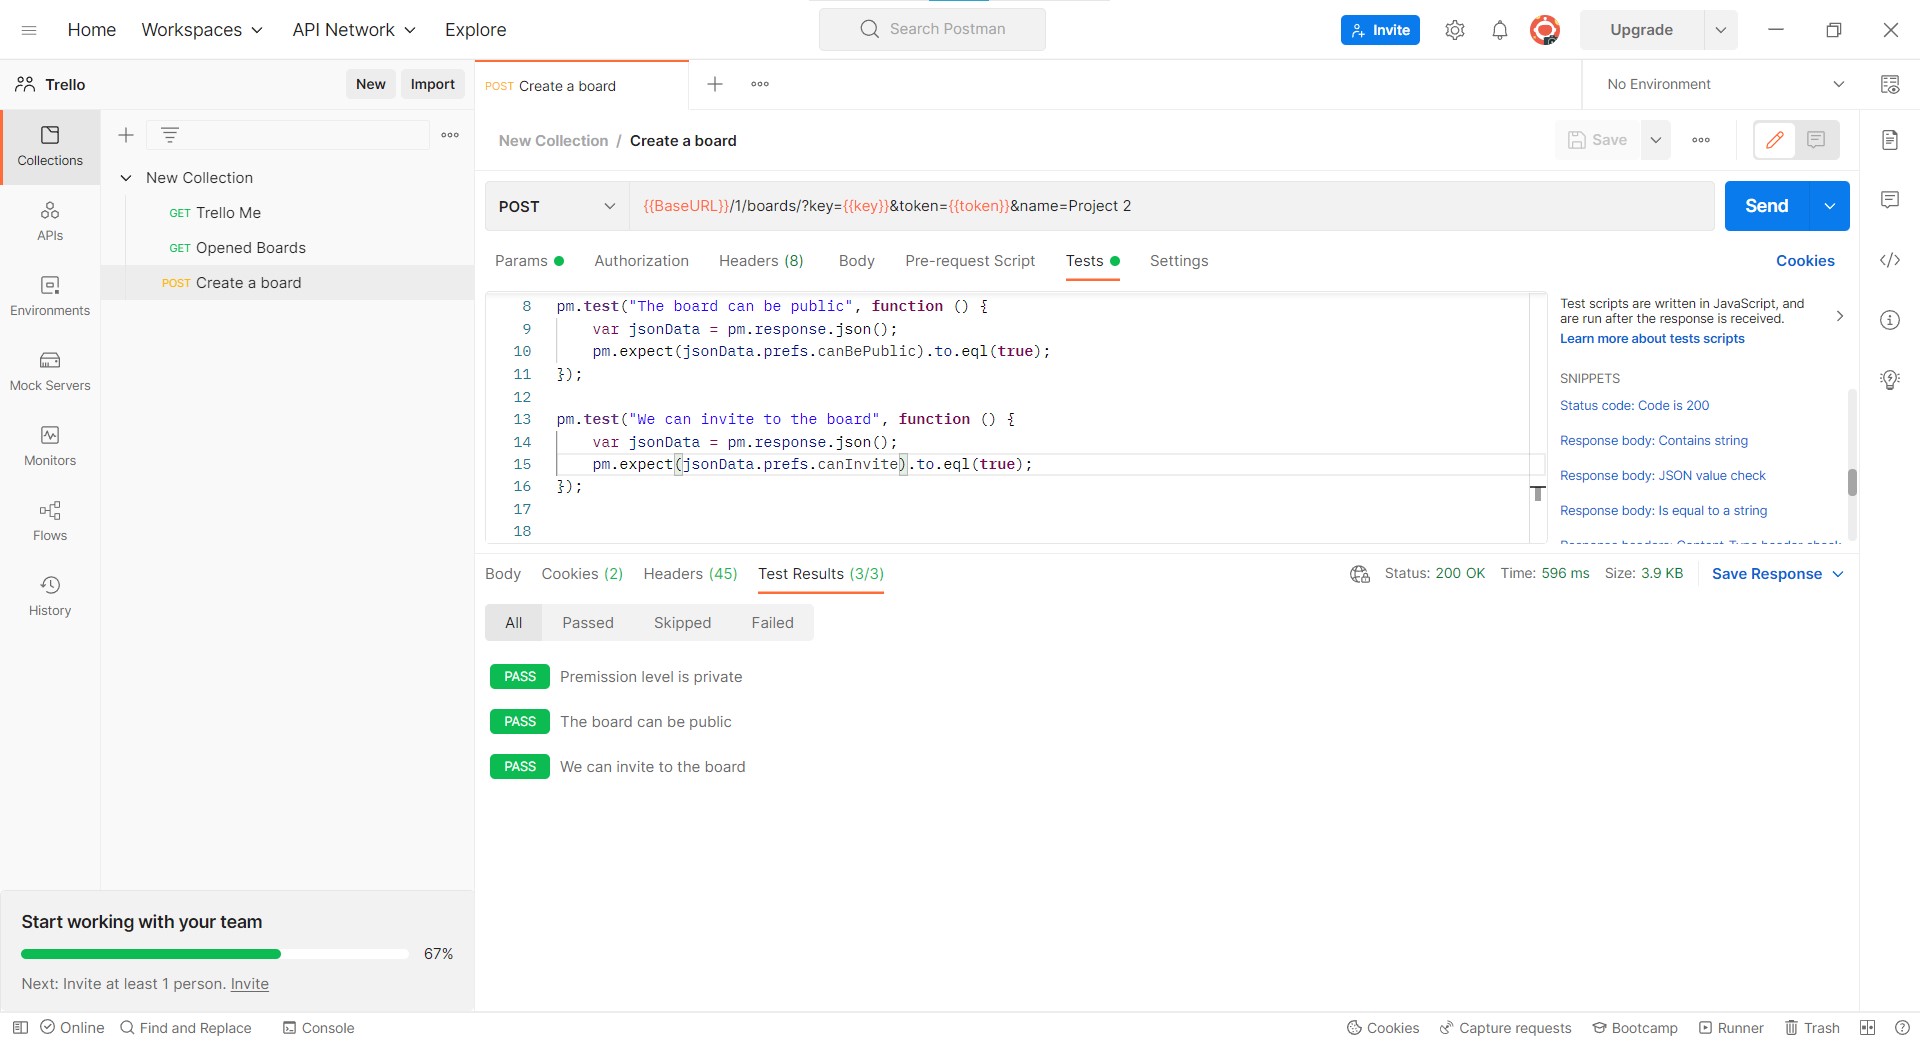 Home Workspaces API Network Explore Search Postman Invite Upgrade
Trello New Import POST Create a board No Environment
Collections
APIs
Environments
Mock Servers
Monitors
Flows
History
New Collection
GET Trello Me
GET Opened Boards
POST Create a board
New Collection / Create a board Save
POST {{BaseURL}}/1/boards/?key={{key}}&token={{token}}&name=Project 2 Send
Params Authorization Headers (8) Body Pre-request Script Tests Settings Cookies
8 pm.test("The board can be public", function () {
9 var jsonData = pm.response.json();
10 pm.expect(jsonData.prefs.canBePublic).to.eql(true);
11 });
12
13 pm.test("We can invite to the board", function () {
14 var jsonData = pm.response.json();
15 pm.expect(jsonData.prefs.canInvite).to.eql(true);
16 });
17
18
Test scripts are written in JavaScript, and
are run after the response is received.
Learn more about tests scripts
SNIPPETS
Status code: Code is 200
Response body: Contains string
Response body: JSON value check
Response body: Is equal to a string
Body Cookies (2) Headers (45) Test Results (3/3) Status: 200 OK Time: 596 ms Size: 3.9 KB Save Response
All Passed Skipped Failed
PASS Premission level is private
PASS The board can be public
PASS We can invite to the board
Start working with your team
67%
Next: Invite at least 1 person. Invite
Online Find and Replace Console Cookies Capture requests Bootcamp Runner Trash